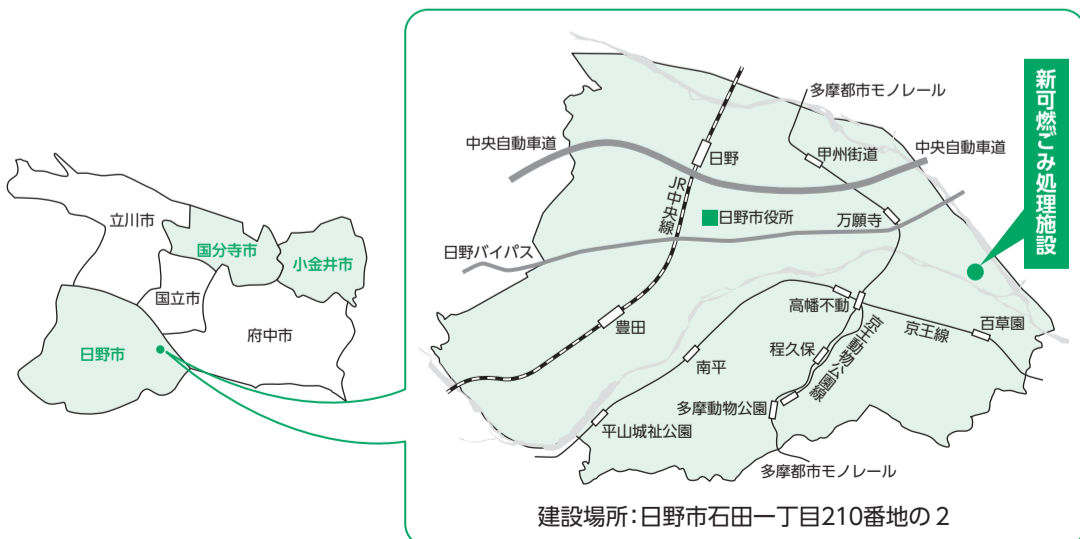 立川市
国分寺市
小金井市
国立市
府中市
日野市
新可燃ごみ処理施設
多摩都市モノレール
中央自動車道
日野
甲州街道
中央自動車道
JR中央線
日野市役所
万願寺
日野バイパス
高幡不動
京王線
百草園
豊田
京王動物公園線
程久保
南平
多摩動物公園
平山城祉公園
多摩都市モノレール
建設場所:日野市石田一丁目210番地の2